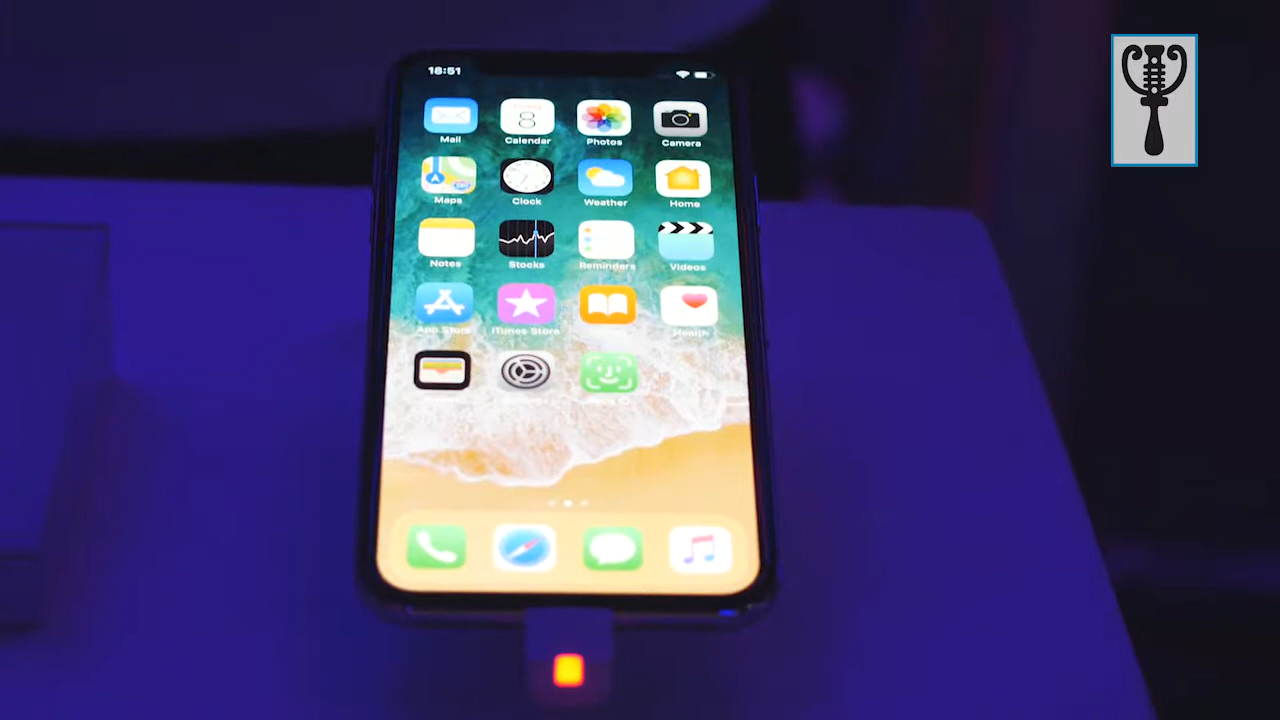 18:51
Mail Calendar Photos Camera
8
Maps Clock Weather Home
Notes Stocks Reminders Videos
App Store iTunes Store Health